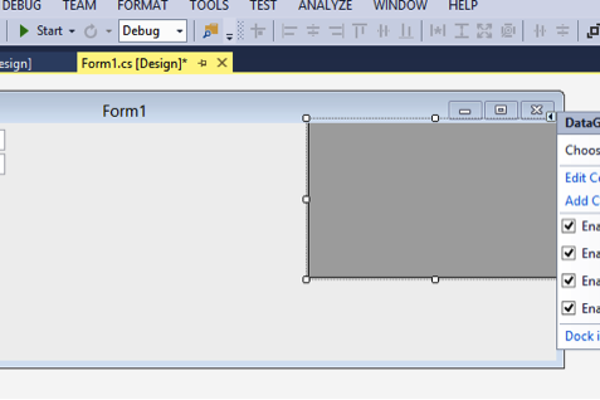 DEBUG TEAM FORMAT TOOLS TEST ANALYZE WINDOW HELP
Start Debug
esign] Form1.cs [Design]*
Form1
DataG
Choos
Edit Co
Add C
Ena
Ena
Ena
Ena
Dock i